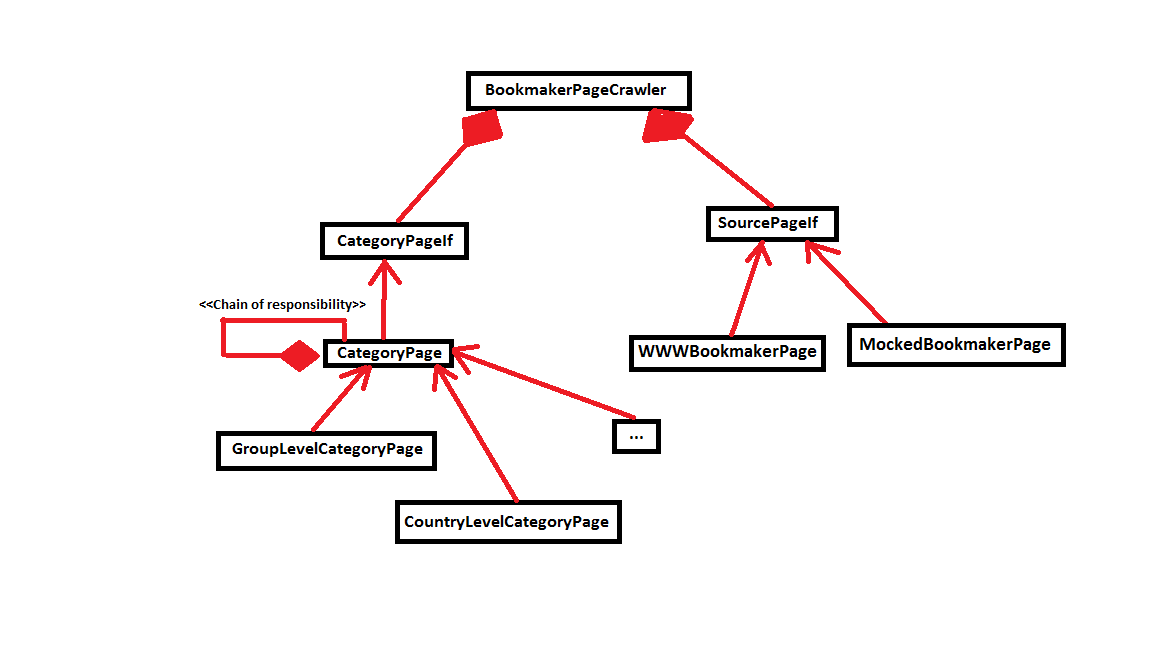 BookmakerPageCrawler
CategoryPageIf
SourcePageIf
<<Chain of responsibility>>
CategoryPage
WWWBookmakerPage
MockedBookmakerPage
GroupLevelCategoryPage
...
CountryLevelCategoryPage